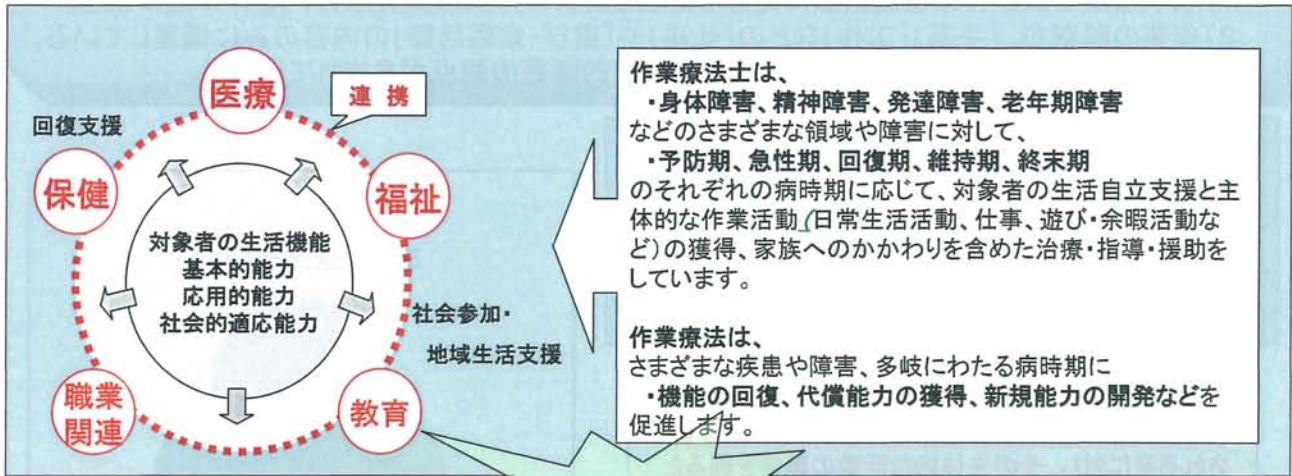 医療
連携
回復支援
保健
福祉
対象者の生活機能
基本的能力
応用的能力
社会的適応能力
社会参加・
地域生活支援
職業
関連
教育
作業療法士は、
・身体障害、精神障害、発達障害、老年期障害
などのさまざまな領域や障害に対して、
・予防期、急性期、回復期、維持期、終末期
のそれぞれの病時期に応じて、対象者の生活自立支援と主
体的な作業活動(日常生活活動、仕事、遊び・余暇活動な
ど)の獲得、家族へのかかわりを含めた治療・指導・援助を
しています。
作業療法は、
さまざまな疾患や障害、多岐にわたる病時期に
・機能の回復、代償能力の獲得、新規能力の開発などを
促進します。